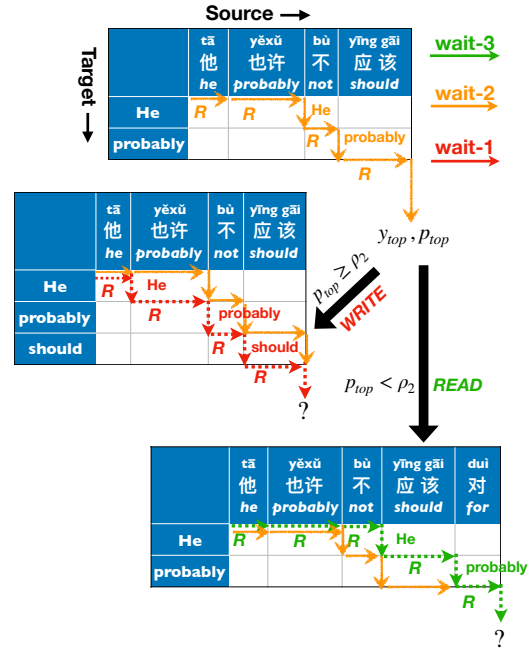 Source
Target
wait-3
wait-2
wait-1
tā yěxǔ bù yīng gāi
他 也许 不 应 该
he probably not should
He
probably
R R He
R probably
R
y_top, p_top
p_top ≥ ρ_2
WRITE
p_top < ρ_2
READ
tā yěxǔ bù yīng gāi
他 也许 不 应 该
he probably not should
He
probably
should
R He
R probably
R should
R
?
tā yěxǔ bù yīng gāi duì
他 也许 不 应 该 对
he probably not should for
He
probably
R R R He
R probably
R
?